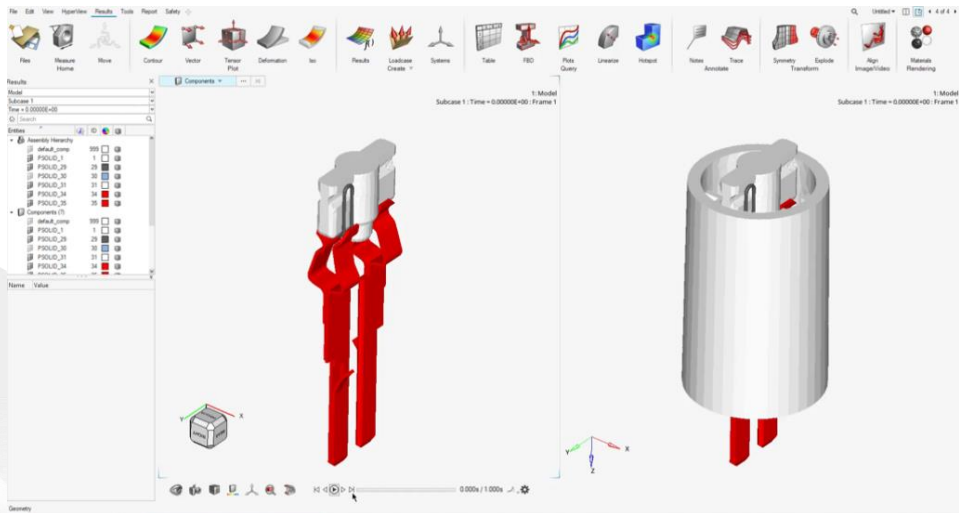 File Edit View HyperView Results Tools Report Safety
Untitled 4 of 4
Files Measure Move Contour Vector Tensor Deformation Iso Results Loadcase Systems Table FBD Plots Linearize Hotspot Notes Trace Symmetry Explode Align Materials
Home Plot Create Query Annotate Transform Image/Video Rendering
Results
Components
Model
Subcase 1
Time = 0.00000E+00
Search
Entities ID
Assembly Hierarchy
default_comp 999
PSOLID_1 1
PSOLID_29 29
PSOLID_30 30
PSOLID_31 31
PSOLID_34 34
PSOLID_35 35
Components (7)
default_comp 999
PSOLID_1 1
PSOLID_29 29
PSOLID_30 30
PSOLID_31 31
PSOLID_34 34
Name Value
1: Model
Subcase 1 : Time = 0.00000E+00 : Frame 1
1: Model
Subcase 1 : Time = 0.00000E+00 : Frame 1
Y X
Y X
Z
0.000s / 1.000s
Geometry